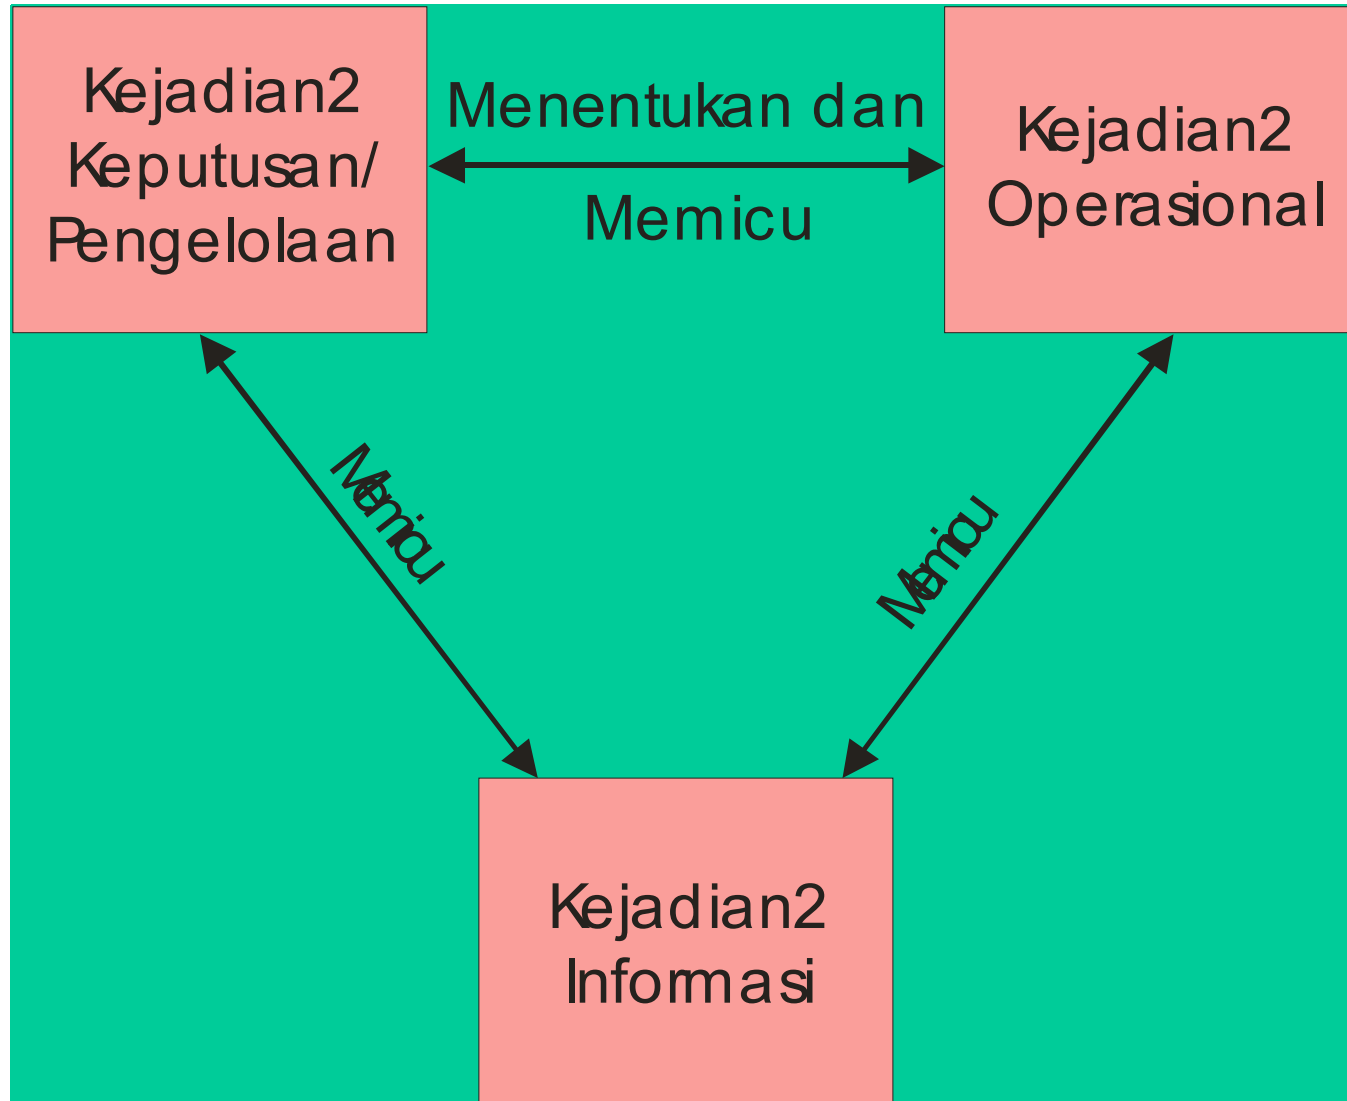 Kejadian2
Keputusan/
Pengelolaan
Menentukan dan
Memicu
Kejadian2
Operasional
Memicu
Memicu
Kejadian2
Informasi